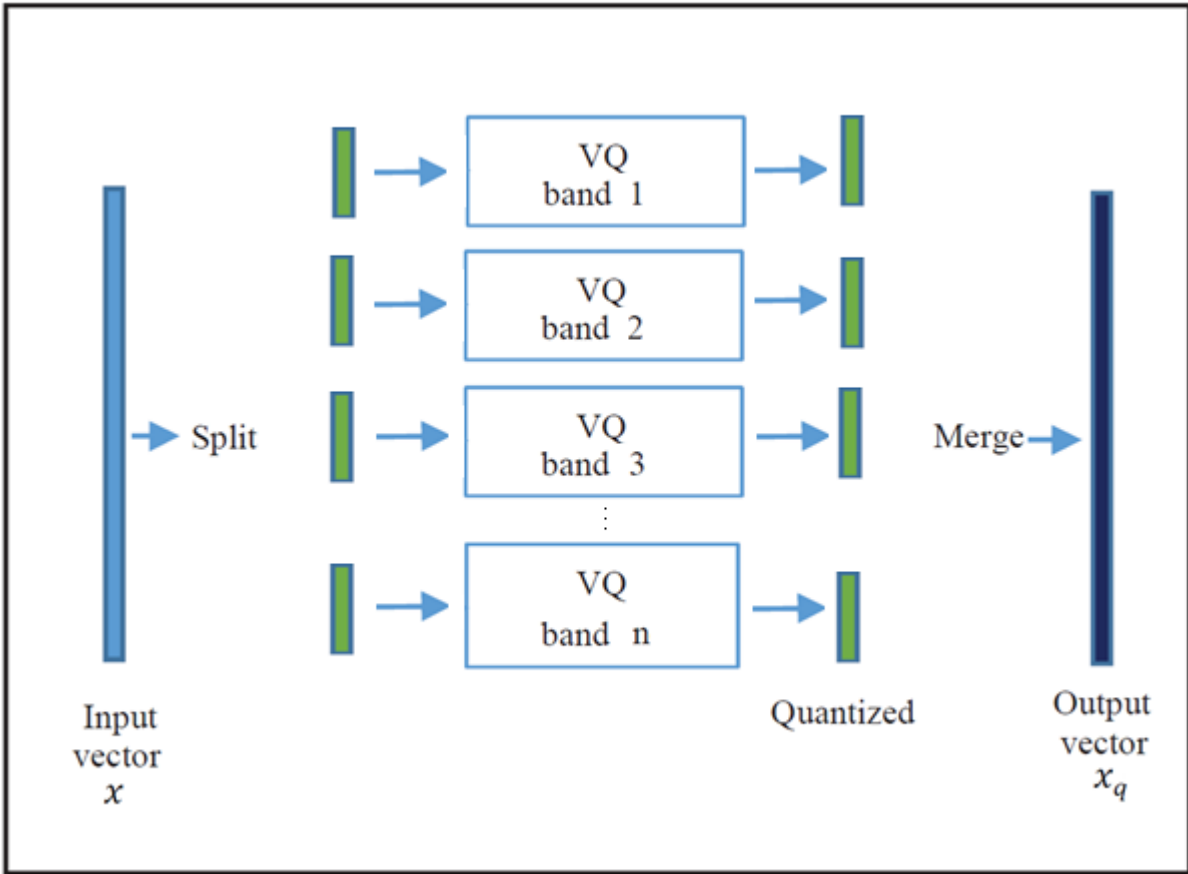 VQ
band 1
VQ
band 2
Split
VQ
band 3
Merge
⋮
VQ
band n
Input
vector
x
Quantized
Output
vector
x_q